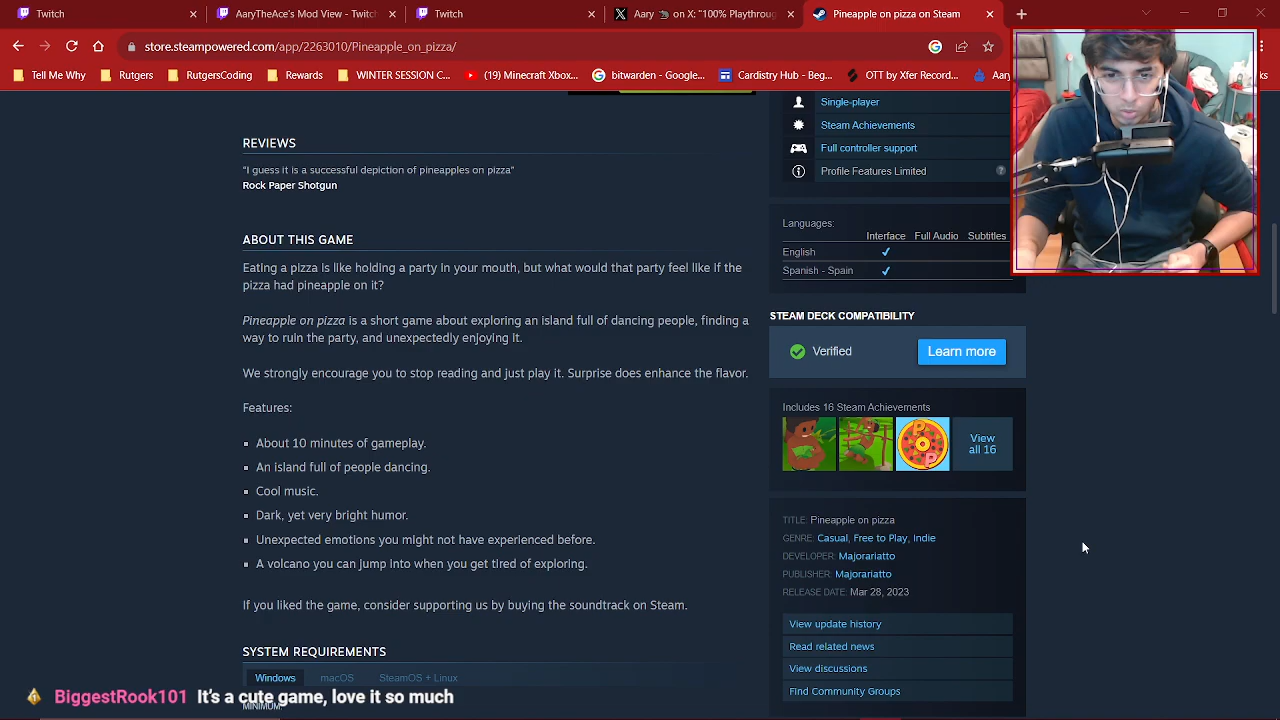 Twitch
AaryTheAce's Mod View - Twitch
Twitch
Aary on X: "100% Playthroug
Pineapple on pizza on Steam
store.steampowered.com/app/2263010/Pineapple_on_pizza/
Tell Me Why
Rutgers
RutgersCoding
Rewards
WINTER SESSION C...
(19) Minecraft Xbox...
bitwarden - Google...
Cardistry Hub - Beg...
OTT by Xfer Record...
Aary
ks
REVIEWS
"I guess it is a successful depiction of pineapples on pizza"
Rock Paper Shotgun
ABOUT THIS GAME
Eating a pizza is like holding a party in your mouth, but what would that party feel like if the
pizza had pineapple on it?
Pineapple on pizza is a short game about exploring an island full of dancing people, finding a
way to ruin the party, and unexpectedly enjoying it.
We strongly encourage you to stop reading and just play it. Surprise does enhance the flavor.
Features:
About 10 minutes of gameplay.
An island full of people dancing.
Cool music.
Dark, yet very bright humor.
Unexpected emotions you might not have experienced before.
A volcano you can jump into when you get tired of exploring.
If you liked the game, consider supporting us by buying the soundtrack on Steam.
SYSTEM REQUIREMENTS
Windows macOS SteamOS + Linux
MINIMUM:
Single-player
Steam Achievements
Full controller support
Profile Features Limited ?
Languages:
Interface Full Audio Subtitles
English ✓
Spanish - Spain ✓
STEAM DECK COMPATIBILITY
Verified Learn more
Includes 16 Steam Achievements
P O P
View
all 16
TITLE: Pineapple on pizza
GENRE: Casual, Free to Play, Indie
DEVELOPER: Majorariatto
PUBLISHER: Majorariatto
RELEASE DATE: Mar 28, 2023
View update history
Read related news
View discussions
Find Community Groups
BiggestRook101 It's a cute game, love it so much